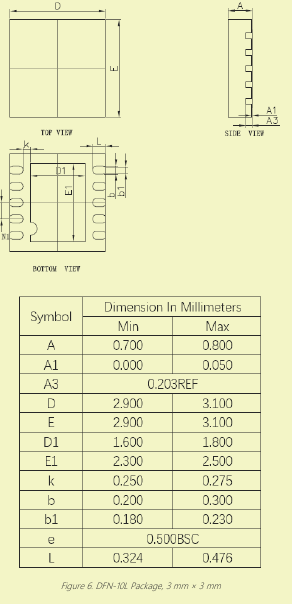 D
A
E
A1
A3
TOP VIEW
SIDE VIEW
k
L
D1
E1
b
b1
N1
BOTTOM VIEW
Symbol Dimension In Millimeters
Min Max
A 0.700 0.800
A1 0.000 0.050
A3 0.203REF
D 2.900 3.100
E 2.900 3.100
D1 1.600 1.800
E1 2.300 2.500
k 0.250 0.275
b 0.200 0.300
b1 0.180 0.230
e 0.500BSC
L 0.324 0.476
Figure 6. DFN-10L Package, 3 mm × 3 mm